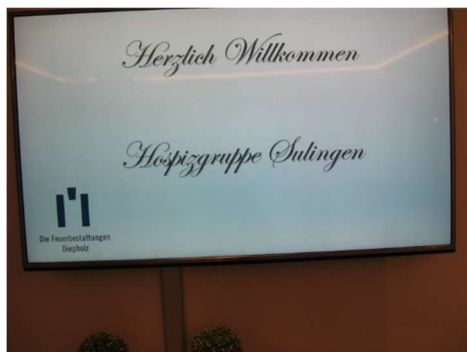 Herzlich Willkommen
Hospizgruppe Sulingen
Die Feuerbestattungen
Diepholz